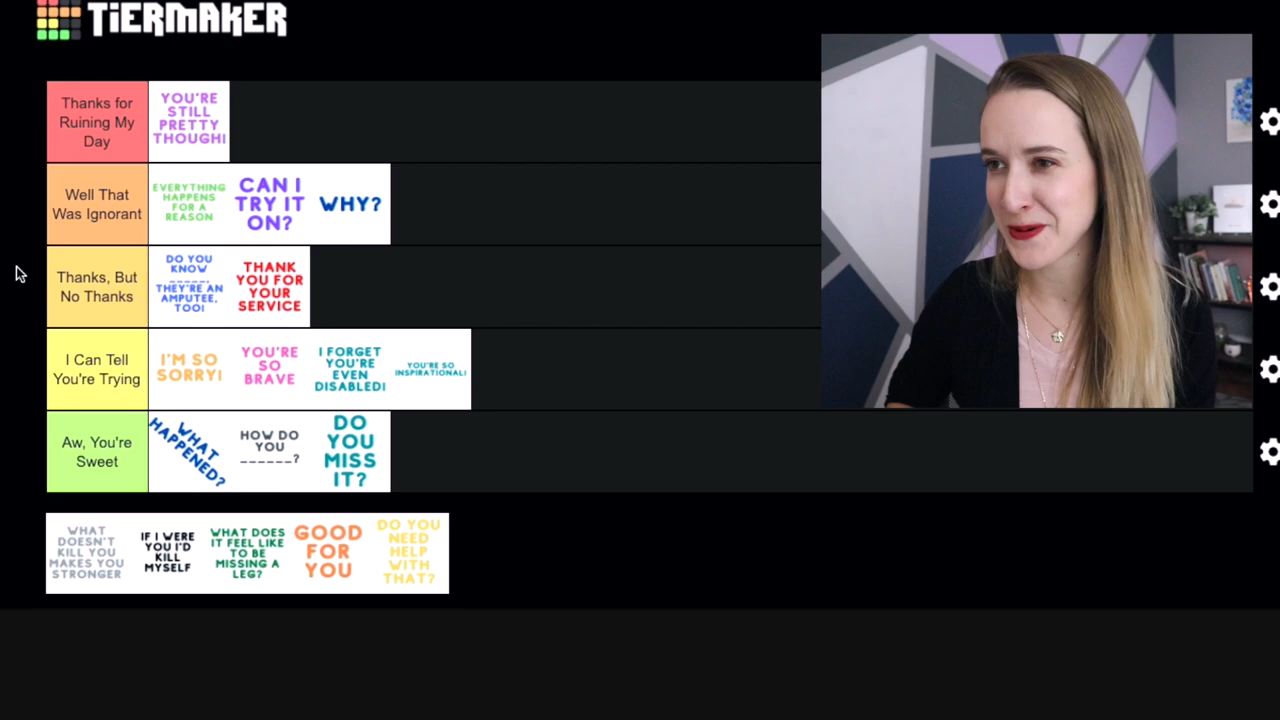 TiERMAKER
Thanks for
Ruining My
Day
YOU'RE
STILL
PRETTY
THOUGH!
Well That
Was Ignorant
EVERYTHING
HAPPENS
FOR A
REASON
CAN I
TRY IT
ON?
WHY?
Thanks, But
No Thanks
DO YOU
KNOW
_____,
THEY'RE AN
AMPUTEE,
TOO!
THANK
YOU FOR
YOUR
SERVICE
I Can Tell
You're Trying
I'M SO
SORRY!
YOU'RE
SO
BRAVE
I FORGET
YOU'RE
EVEN
DISABLED!
YOU'RE SO
INSPIRATIONAL!
Aw, You're
Sweet
WHAT
HAPPENED?
HOW DO
YOU
______?
DO
YOU
MISS
IT?
WHAT
DOESN'T
KILL YOU
MAKES YOU
STRONGER
IF I WERE
YOU I'D
KILL
MYSELF
WHAT DOES
IT FEEL LIKE
TO BE
MISSING A
LEG?
GOOD
FOR
YOU
DO YOU
NEED
HELP
WITH
THAT?